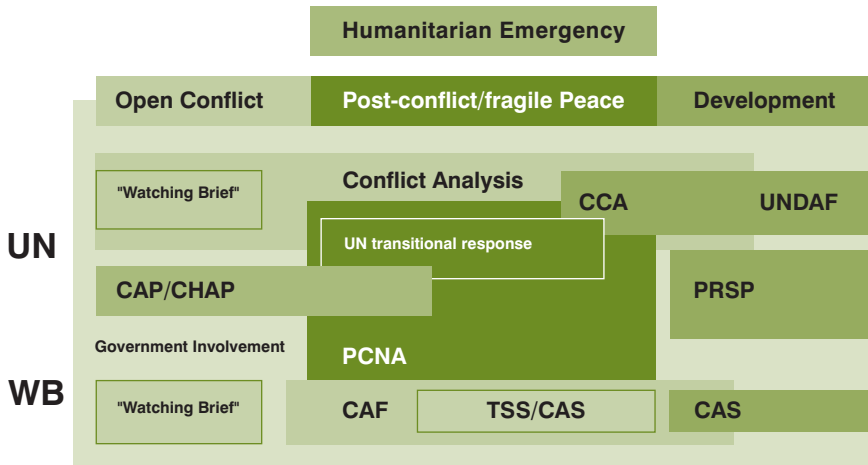 Humanitarian Emergency
Open Conflict
Post-conflict/fragile Peace
Development
"Watching Brief"
Conflict Analysis
CCA
UNDAF
UN
UN transitional response
CAP/CHAP
PRSP
Government Involvement
PCNA
WB
"Watching Brief"
CAF
TSS/CAS
CAS